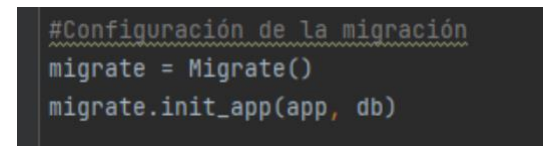 #Configuración de la migración
migrate = Migrate()
migrate.init_app(app, db)